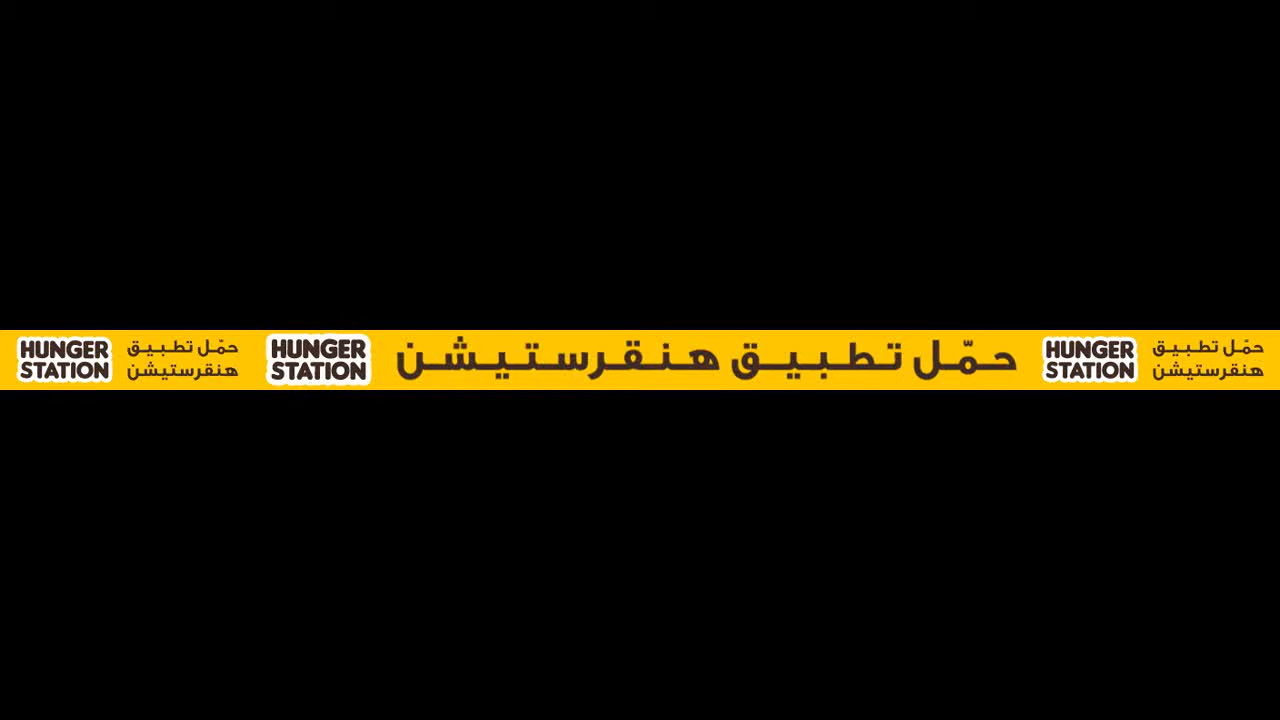 HUNGER
STATION
حمّل تطبيق
هنقرستيشن
HUNGER
STATION
حمّل تطبيق هنقرستيشن
HUNGER
STATION
حمّل تطبيق
هنقرستيشن